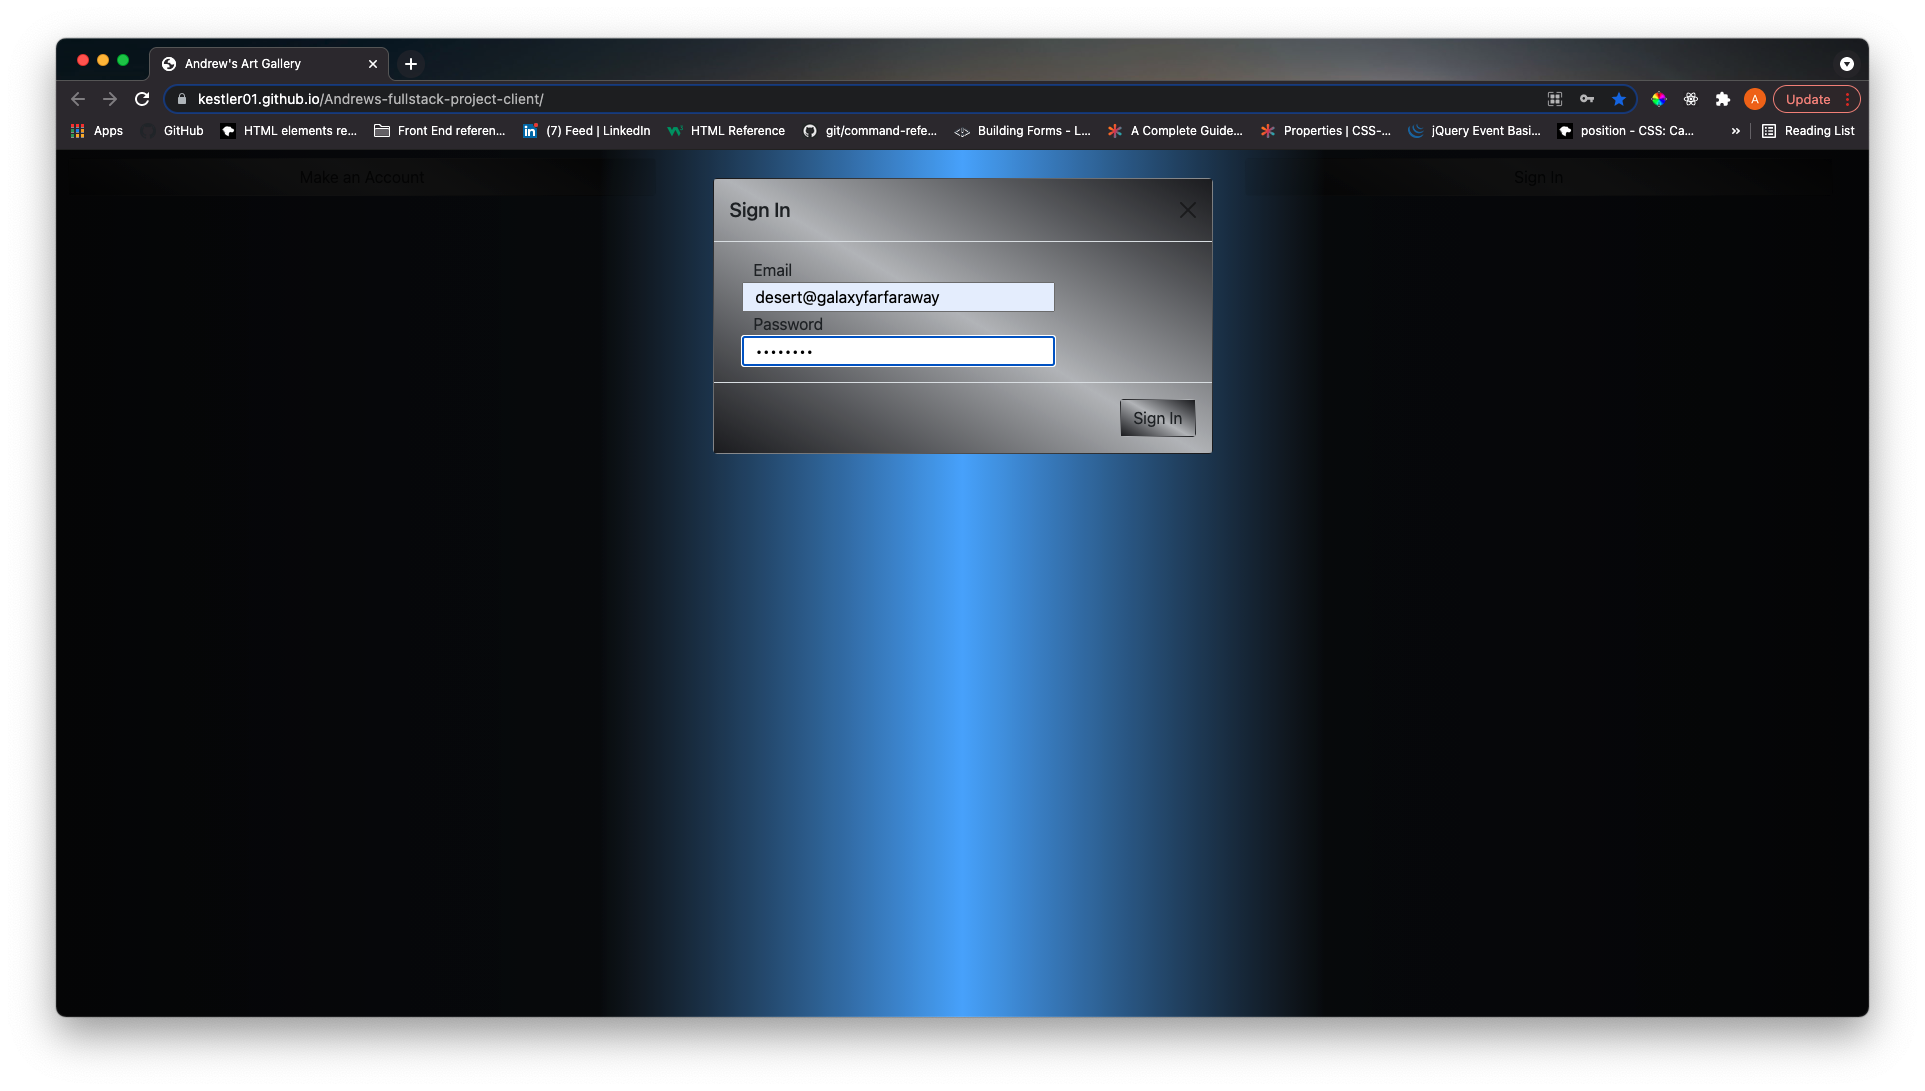 Andrew's Art Gallery
kestler01.github.io/Andrews-fullstack-project-client/
A
Update
Apps
GitHub
HTML elements re...
Front End referen...
in
(7) Feed | LinkedIn
HTML Reference
git/command-refe...
Building Forms - L...
A Complete Guide...
Properties | CSS-...
jQuery Event Basi...
position - CSS: Ca...
»
Reading List
Make an Account
Sign In
Sign In
Email
desert@galaxyfarfaraway
Password
••••••••
Sign In